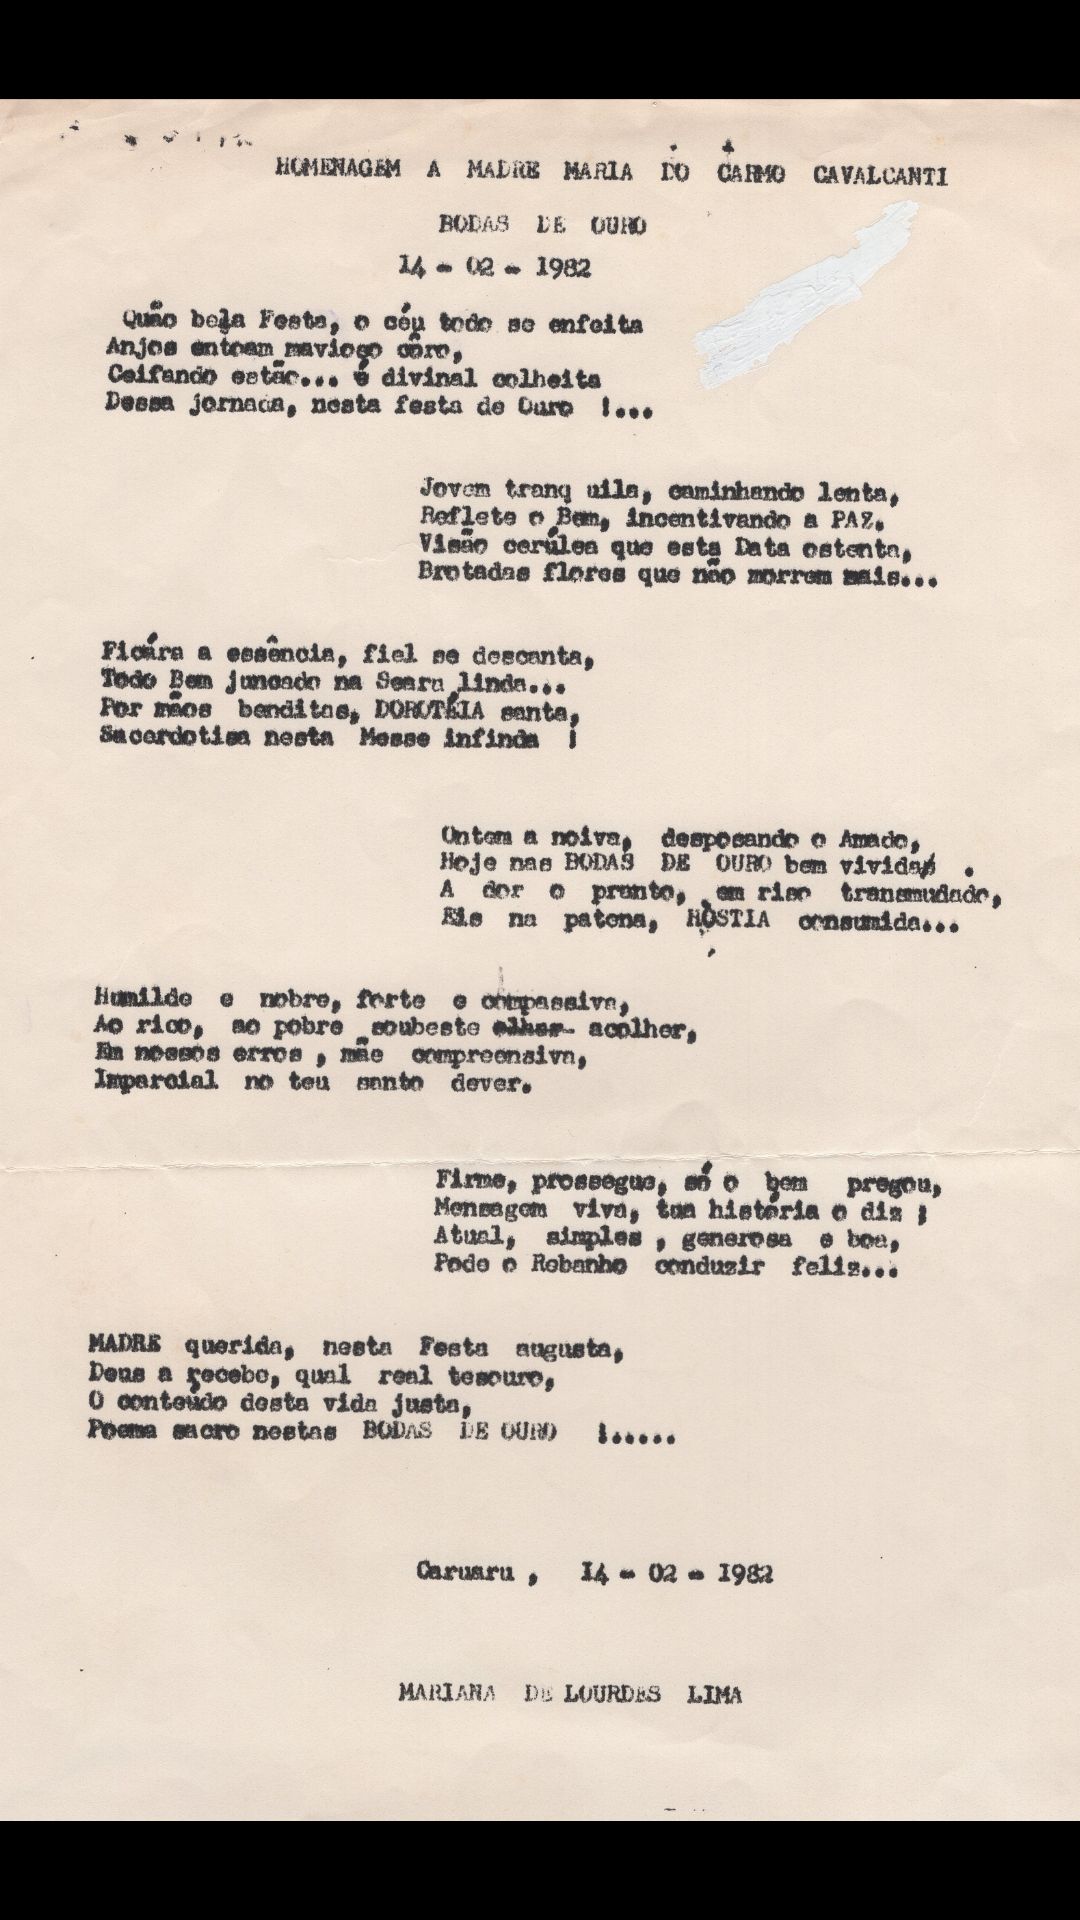 HOMENAGEM A MADRE MARIA DO CARMO CAVALCANTI
BODAS DE OURO
14 - 02 - 1982
Quão bela Festa, o céu todo se enfeita
Anjos entoam mavioso côro,
Ceifando estão... é divinal colheita
Dessa jornada, nesta festa de Ouro !...
Jovem tranq uila, caminhando lenta,
Reflete o Bem, incentivando a PAZ.
Visão cerúlea que esta Data ostenta,
Brotadas flores que não morrem mais...
Ficára a essência, fiel se descanta,
Todo Bem juncado na Seara linda...
Por mãos benditas, DOROTÉIA santa,
Sacerdotisa nesta Messe infinda !
Ontem a noiva, desposando o Amado,
Hoje nas BODAS DE OURO bem vivida .
A dor o pranto, em riso transmudado,
Eis na patena, HÓSTIA consumida...
Humilde e nobre, forte e compassiva,
Ao rico, ao pobre soubeste olher acolher,
Em nossos erros , mãe compreensiva,
Imparcial no teu santo dever.
Firme, prossegue, só o bem pregou,
Mensagem viva, tua história o diz ;
Atual, simples , generosa e boa,
Pode o Rebanho conduzir feliz...
MADRE querida, nesta Festa augusta,
Deus a recebe, qual real tesouro,
O conteúdo desta vida justa,
Poema sacro nestas BODAS DE OURO !.....
Caruaru , 14 - 02 - 1982
MARIANA DE LOURDES LIMA